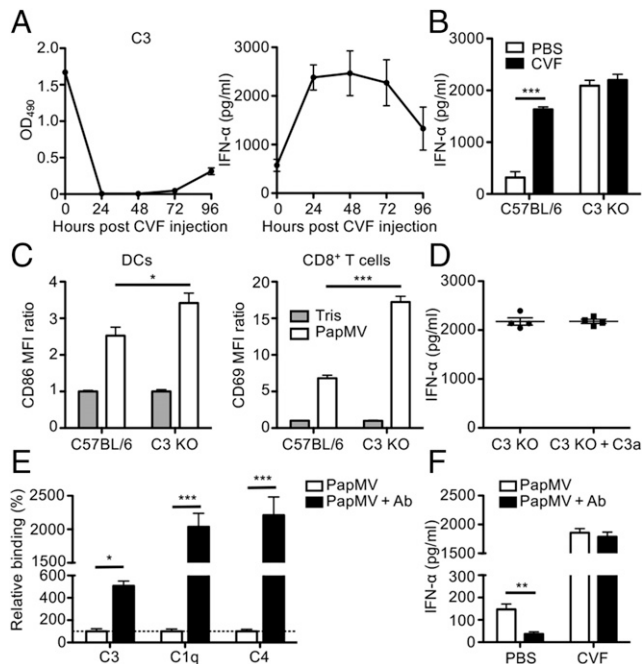 A
C3
2.0
1.5
1.0
0.5
0
OD490
0 24 48 72 96
Hours post CVF injection
3000
2000
1000
0
IFN-α (pg/ml)
0 24 48 72 96
Hours post CVF injection
B
PBS
CVF
3000
2000
1000
0
IFN-α (pg/ml)
***
C57BL/6 C3 KO
C
DCs
4
3
2
1
0
CD86 MFI ratio
*
C57BL/6 C3 KO
CD8+ T cells
20
15
10
5
0
CD69 MFI ratio
***
Tris
PapMV
C57BL/6 C3 KO
D
3000
2000
1000
0
IFN-α (pg/ml)
C3 KO C3 KO + C3a
E
PapMV
PapMV + Ab
2500
2000
1500
600
400
200
0
Relative binding (%)
*
***
***
C3 C1q C4
F
PapMV
PapMV + Ab
2500
2000
1500
1000
500
200
100
0
IFN-α (pg/ml)
**
PBS CVF